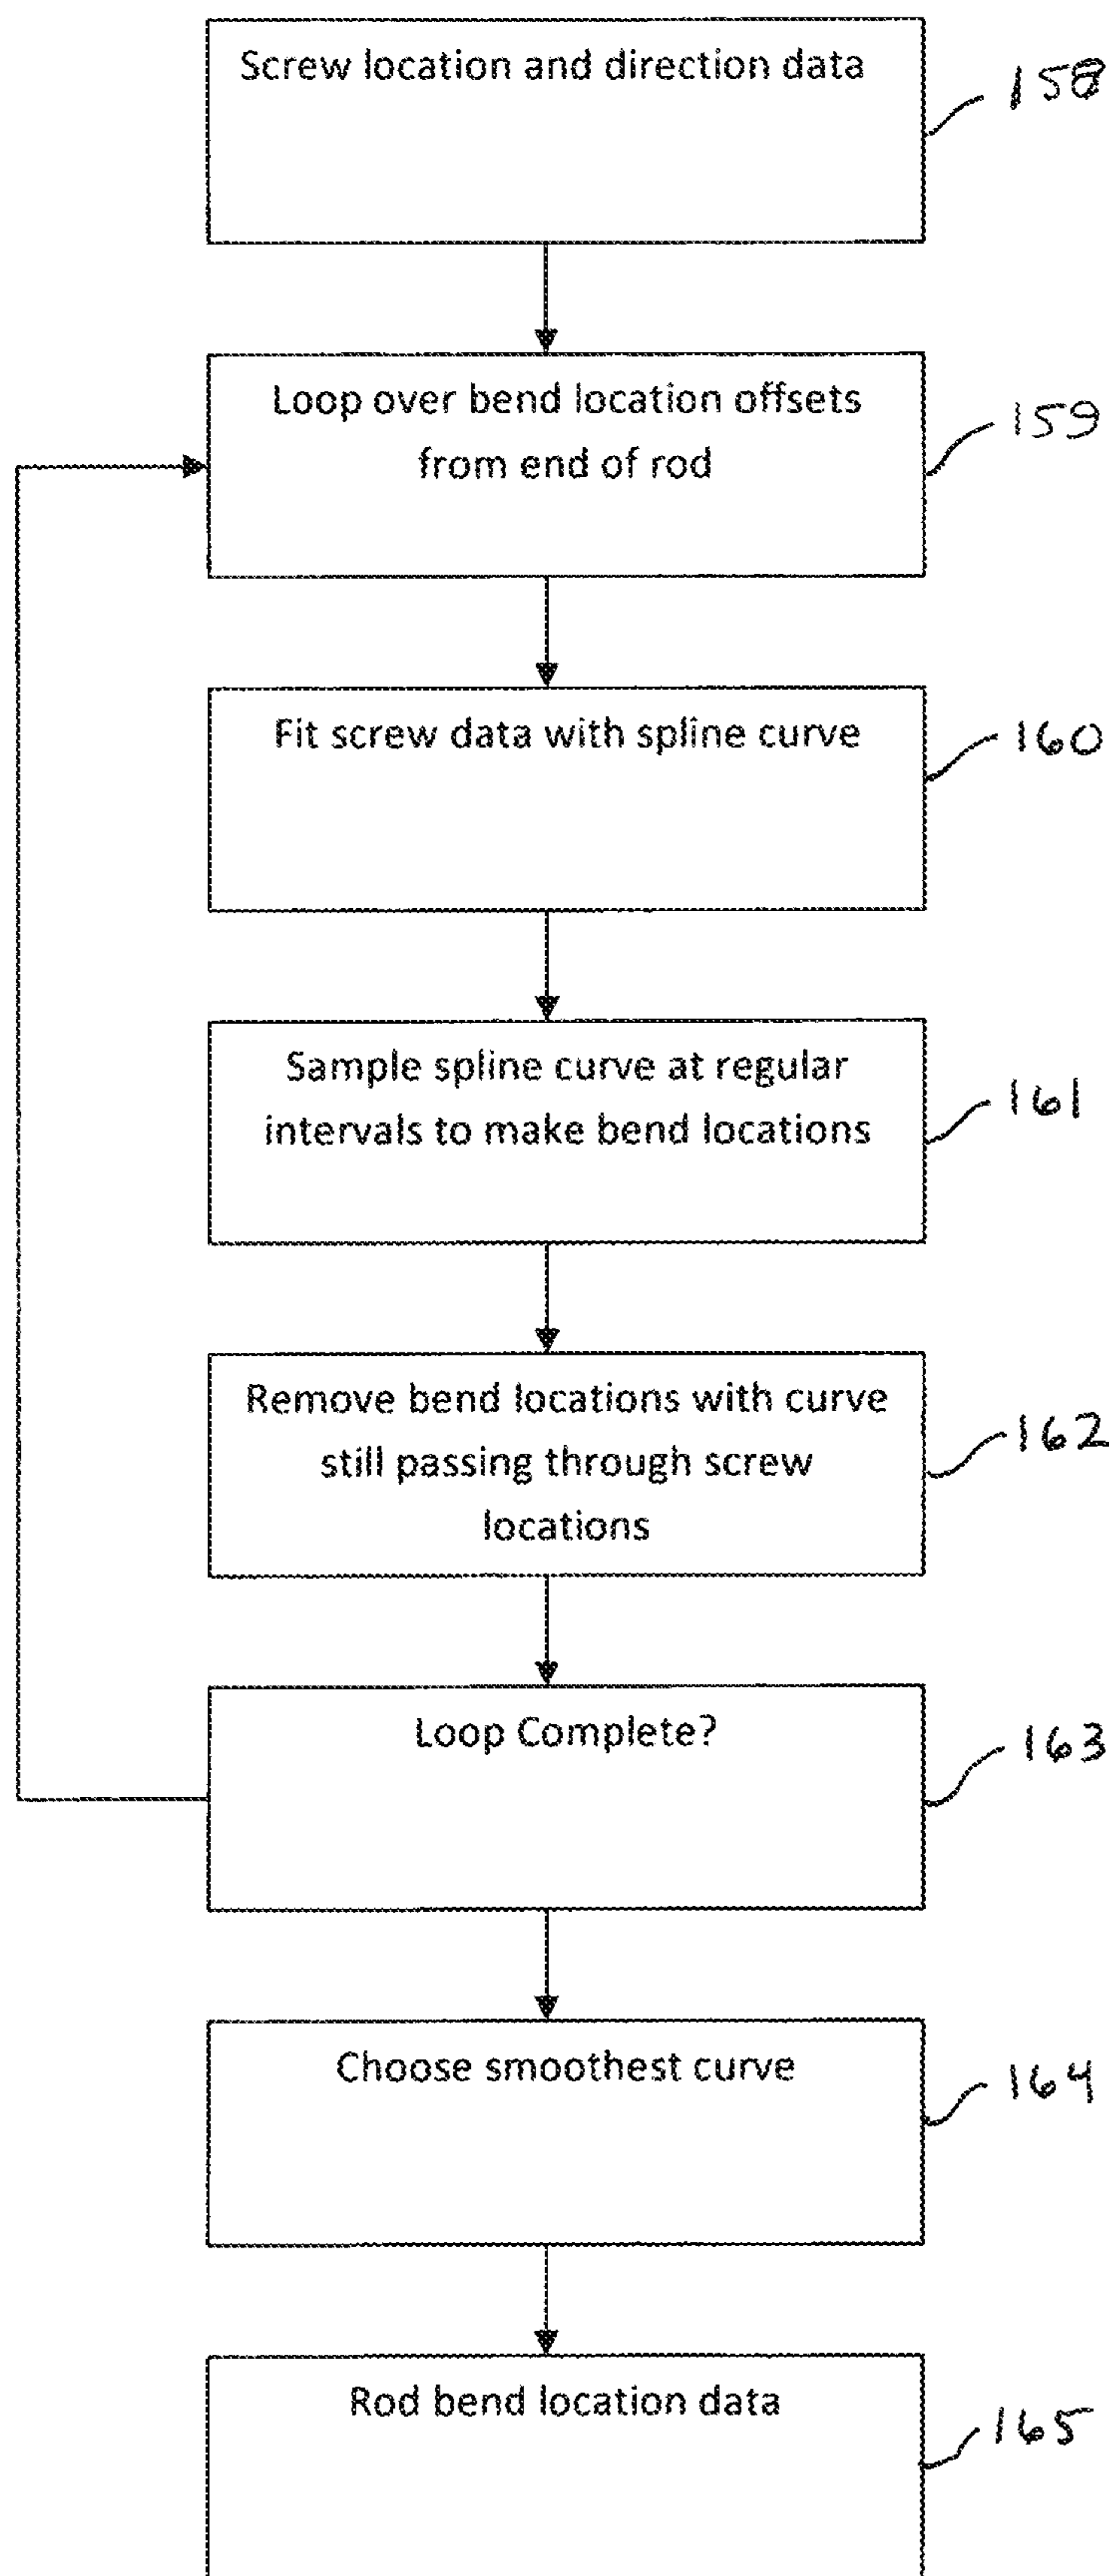 Screw location and direction data
158
Loop over bend location offsets
from end of rod
159
Fit screw data with spline curve
160
Sample spline curve at regular
intervals to make bend locations
161
Remove bend locations with curve
still passing through screw
locations
162
Loop Complete?
163
Choose smoothest curve
164
Rod bend location data
165